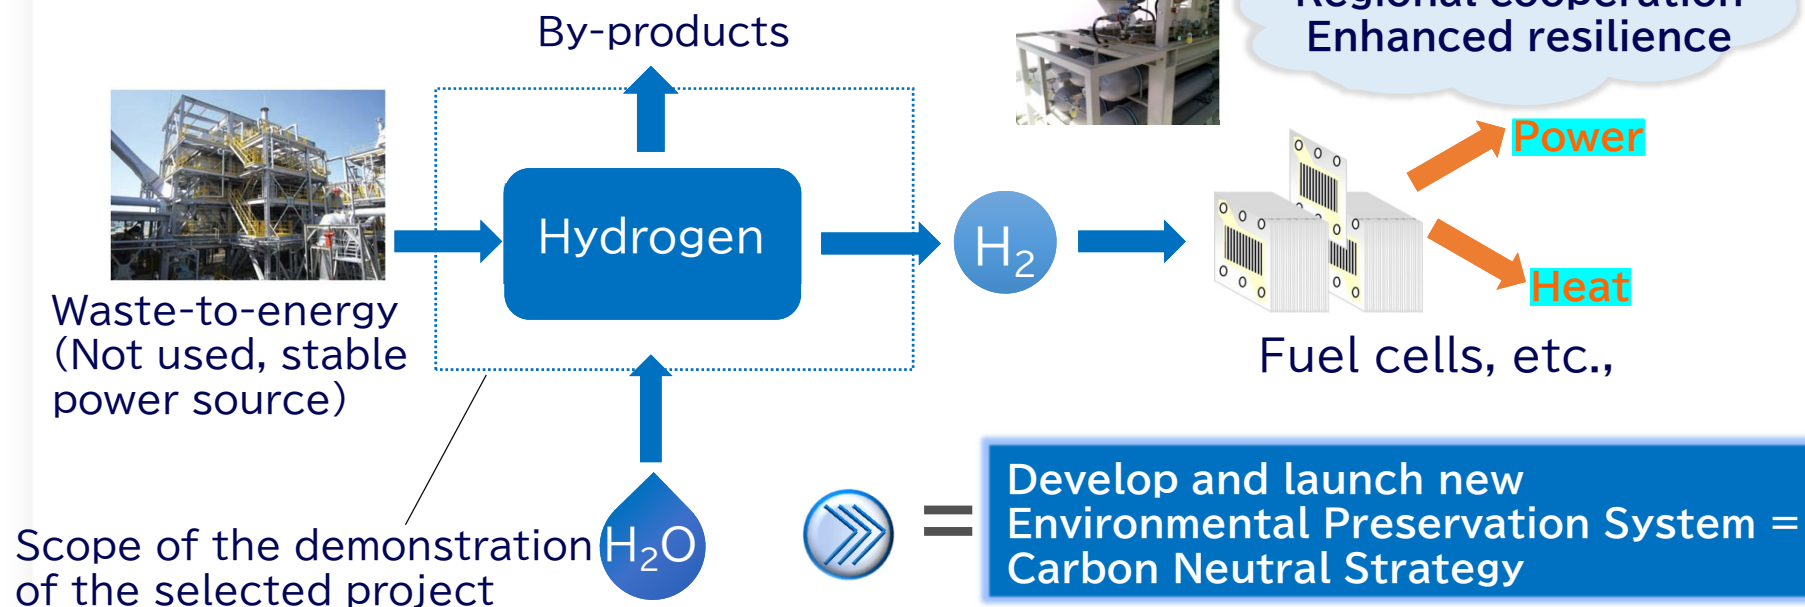 Regional cooperation
Enhanced resilience
By-products
Power
Hydrogen
H₂
Heat
Waste-to-energy
(Not used, stable
power source)
Fuel cells, etc.,
Develop and launch new
Environmental Preservation System =
Carbon Neutral Strategy
=
Scope of the demonstration
of the selected project
H₂O